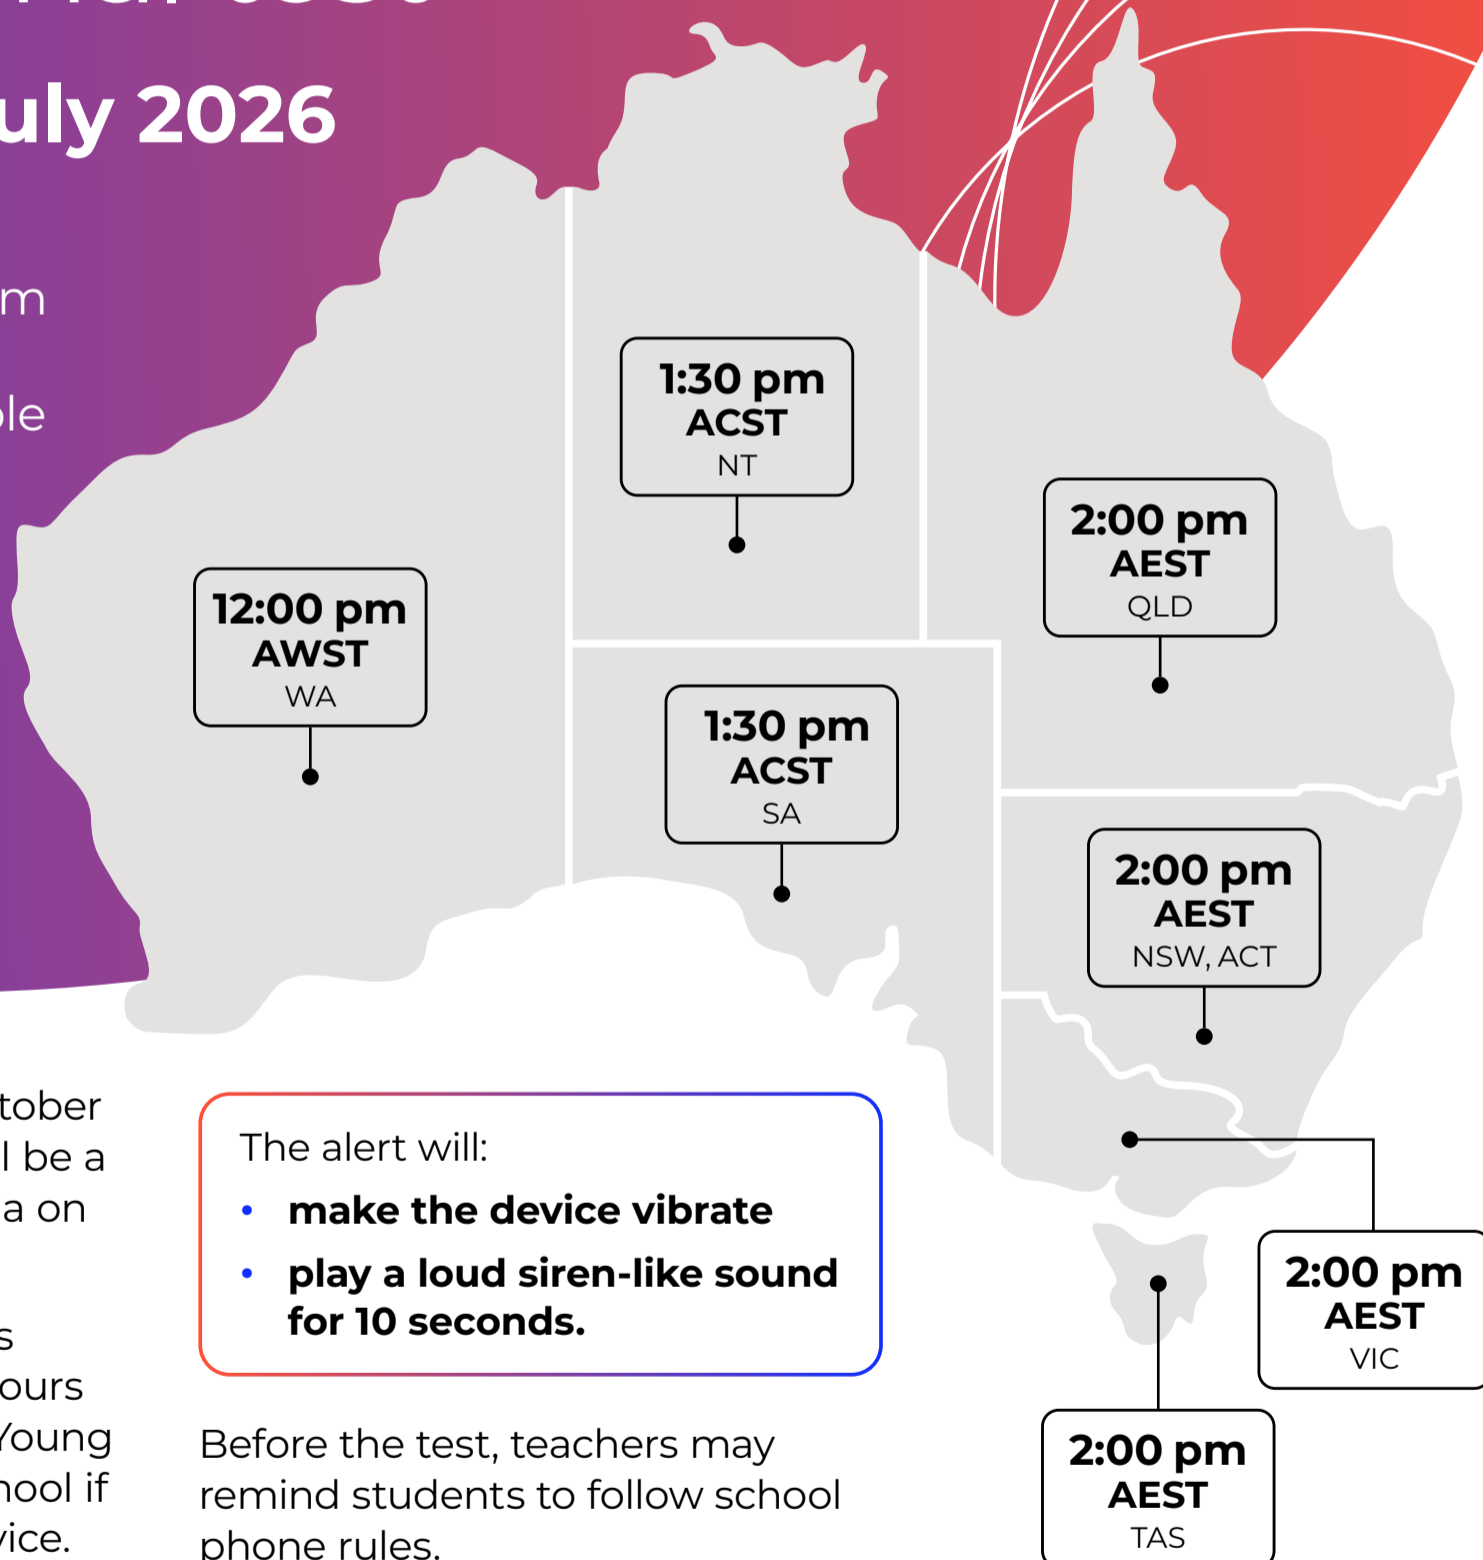 uly 2026
m
ble
1:30 pm
ACST
NT
2:00 pm
AEST
QLD
12:00 pm
AWST
WA
1:30 pm
ACST
SA
2:00 pm
AEST
NSW, ACT
2:00 pm
AEST
VIC
2:00 pm
AEST
TAS
tober
l be a
a on
s
ours
Young
hool if
vice.
The alert will:
• make the device vibrate
• play a loud siren-like sound
for 10 seconds.
Before the test, teachers may
remind students to follow school
phone rules.